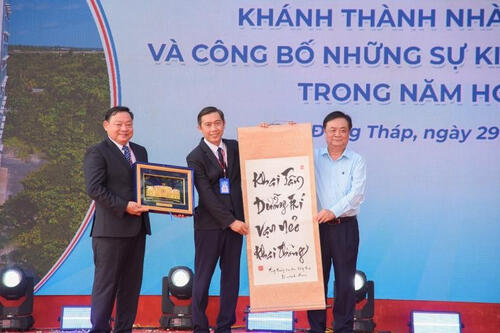 KHÁNH THÀNH NHÀ
VÀ CÔNG BỐ NHỮNG SỰ KI
TRONG NĂM HỌ
Đồng Tháp, ngày 29
Khai Tâm
Dưỡng Trí
Vạn Nẻo
Khai Thông